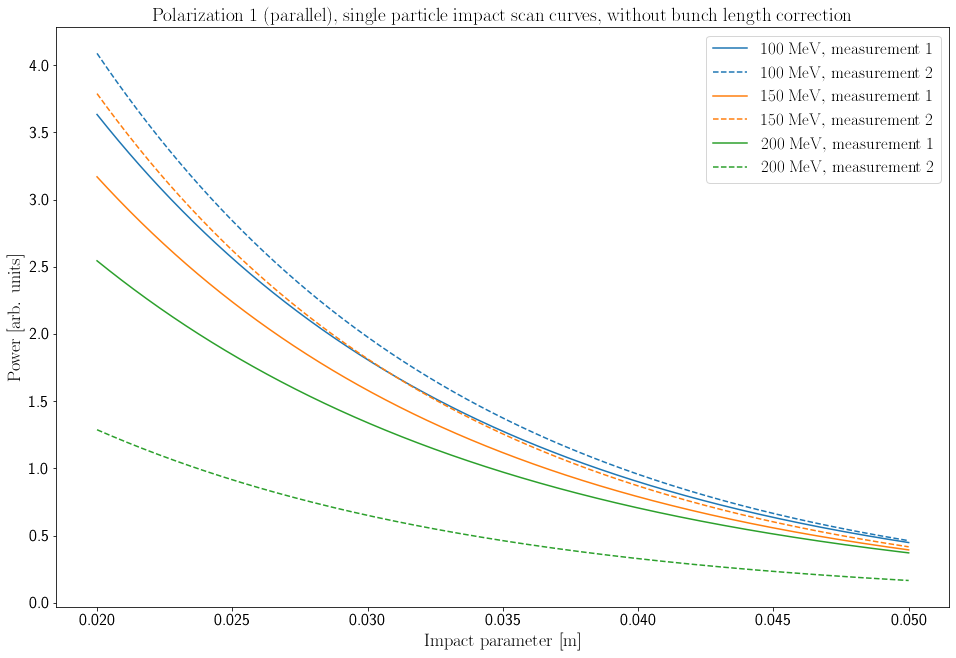 Polarization 1 (parallel), single particle impact scan curves, without bunch length correction
100 MeV, measurement 1
100 MeV, measurement 2
150 MeV, measurement 1
150 MeV, measurement 2
200 MeV, measurement 1
200 MeV, measurement 2
Power [arb. units]
4.0
3.5
3.0
2.5
2.0
1.5
1.0
0.5
0.0
0.020 0.025 0.030 0.035 0.040 0.045 0.050
Impact parameter [m]